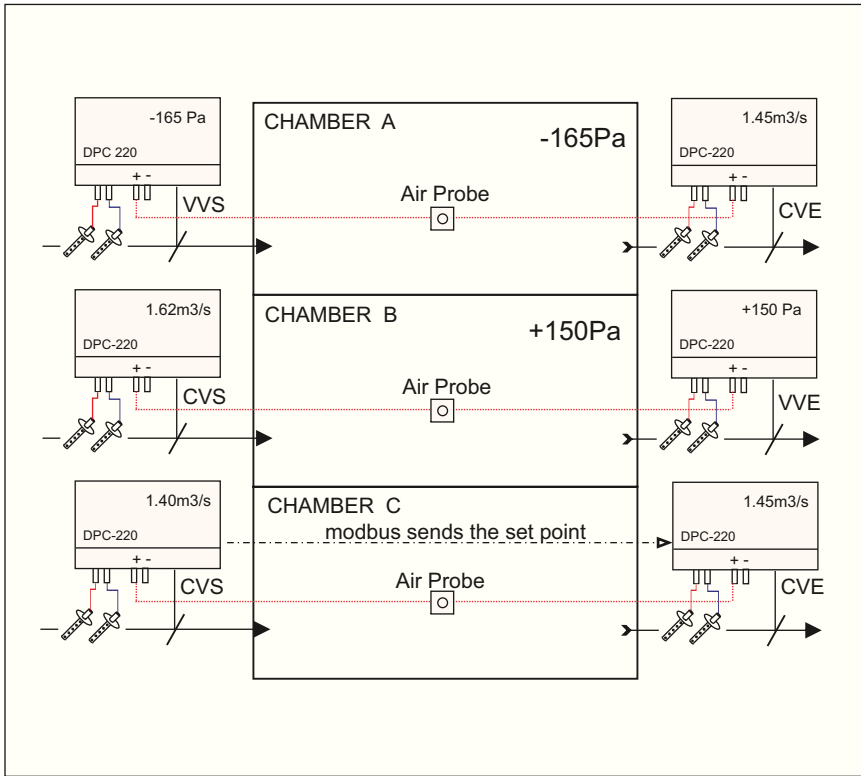 -165 Pa
DPC 220
+ -
VVS
CHAMBER A
-165Pa
Air Probe
1.45m3/s
DPC-220
+ -
CVE
1.62m3/s
DPC-220
+ -
CVS
CHAMBER B
+150Pa
Air Probe
+150 Pa
DPC-220
+ -
VVE
1.40m3/s
DPC-220
+ -
CVS
CHAMBER C
modbus sends the set point
Air Probe
1.45m3/s
DPC-220
+ -
CVE